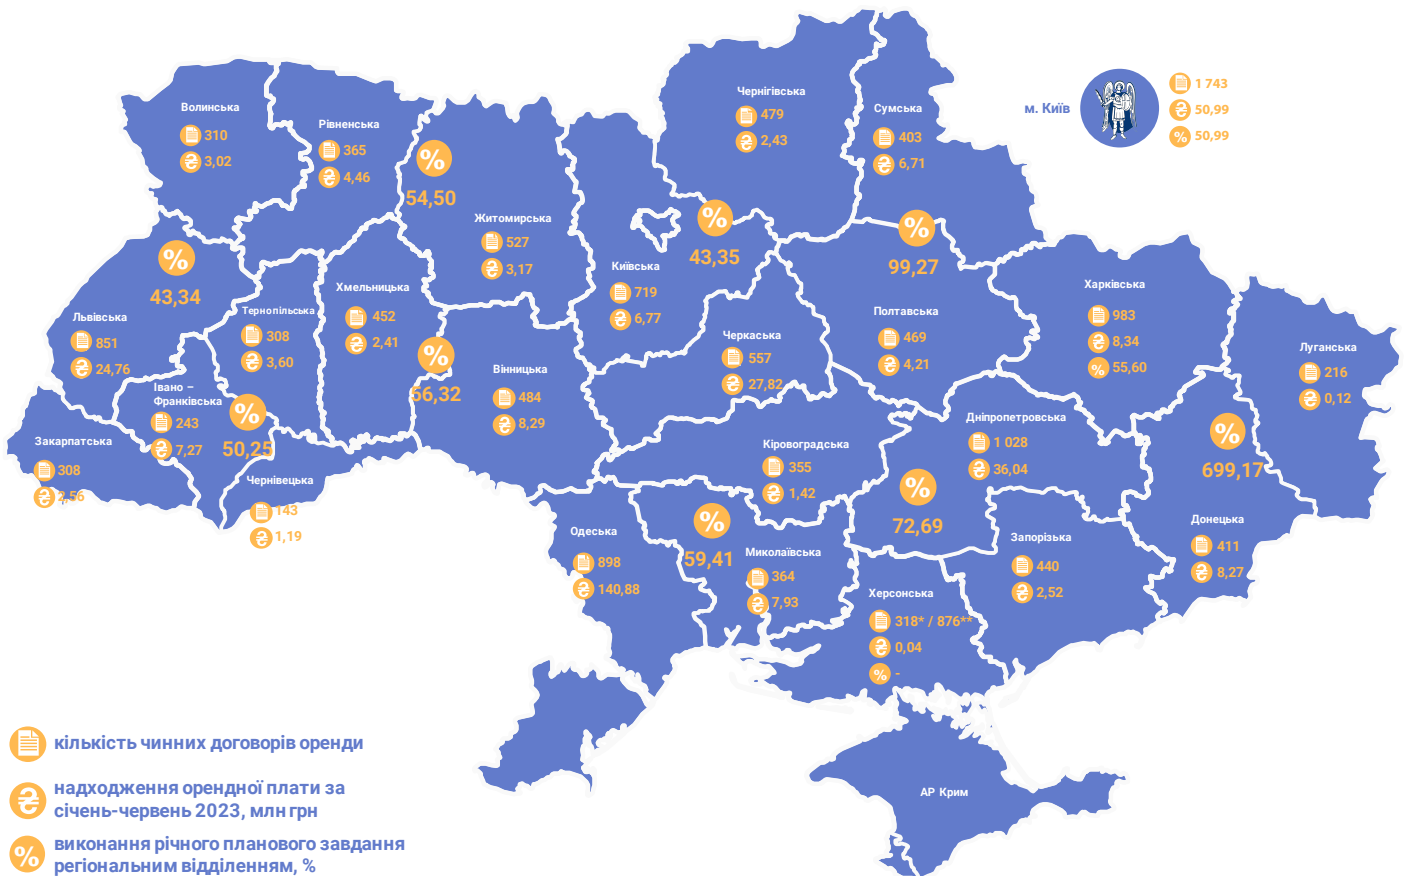 Волинська
310
3,02
Рівненська
365
4,46
%
54,50
Житомирська
527
3,17
Чернігівська
479
2,43
Сумська
403
6,71
м. Київ
1 743
50,99
% 50,99
%
43,34
Львівська
851
24,76
Тернопільська
308
3,60
Хмельницька
452
2,41
%
56,32
Вінницька
484
8,29
Київська
719
6,77
%
43,35
Черкаська
557
27,82
%
99,27
Полтавська
469
4,21
Харківська
983
8,34
% 55,60
Луганська
216
0,12
Івано –
Франківська
243
7,27
%
50,25
Закарпатська
308
2,56
Чернівецька
143
1,19
Кіровоградська
355
1,42
Дніпропетровська
1 028
36,04
%
72,69
%
699,17
Донецька
411
8,27
Запорізька
440
2,52
Одеська
898
140,88
%
59,41
Миколаївська
364
7,93
Херсонська
318* / 876**
0,04
% -
АР Крим
кількість чинних договорів оренди
надходження орендної плати за
січень-червень 2023, млн грн
% виконання річного планового завдання
регіональним відділенням, %